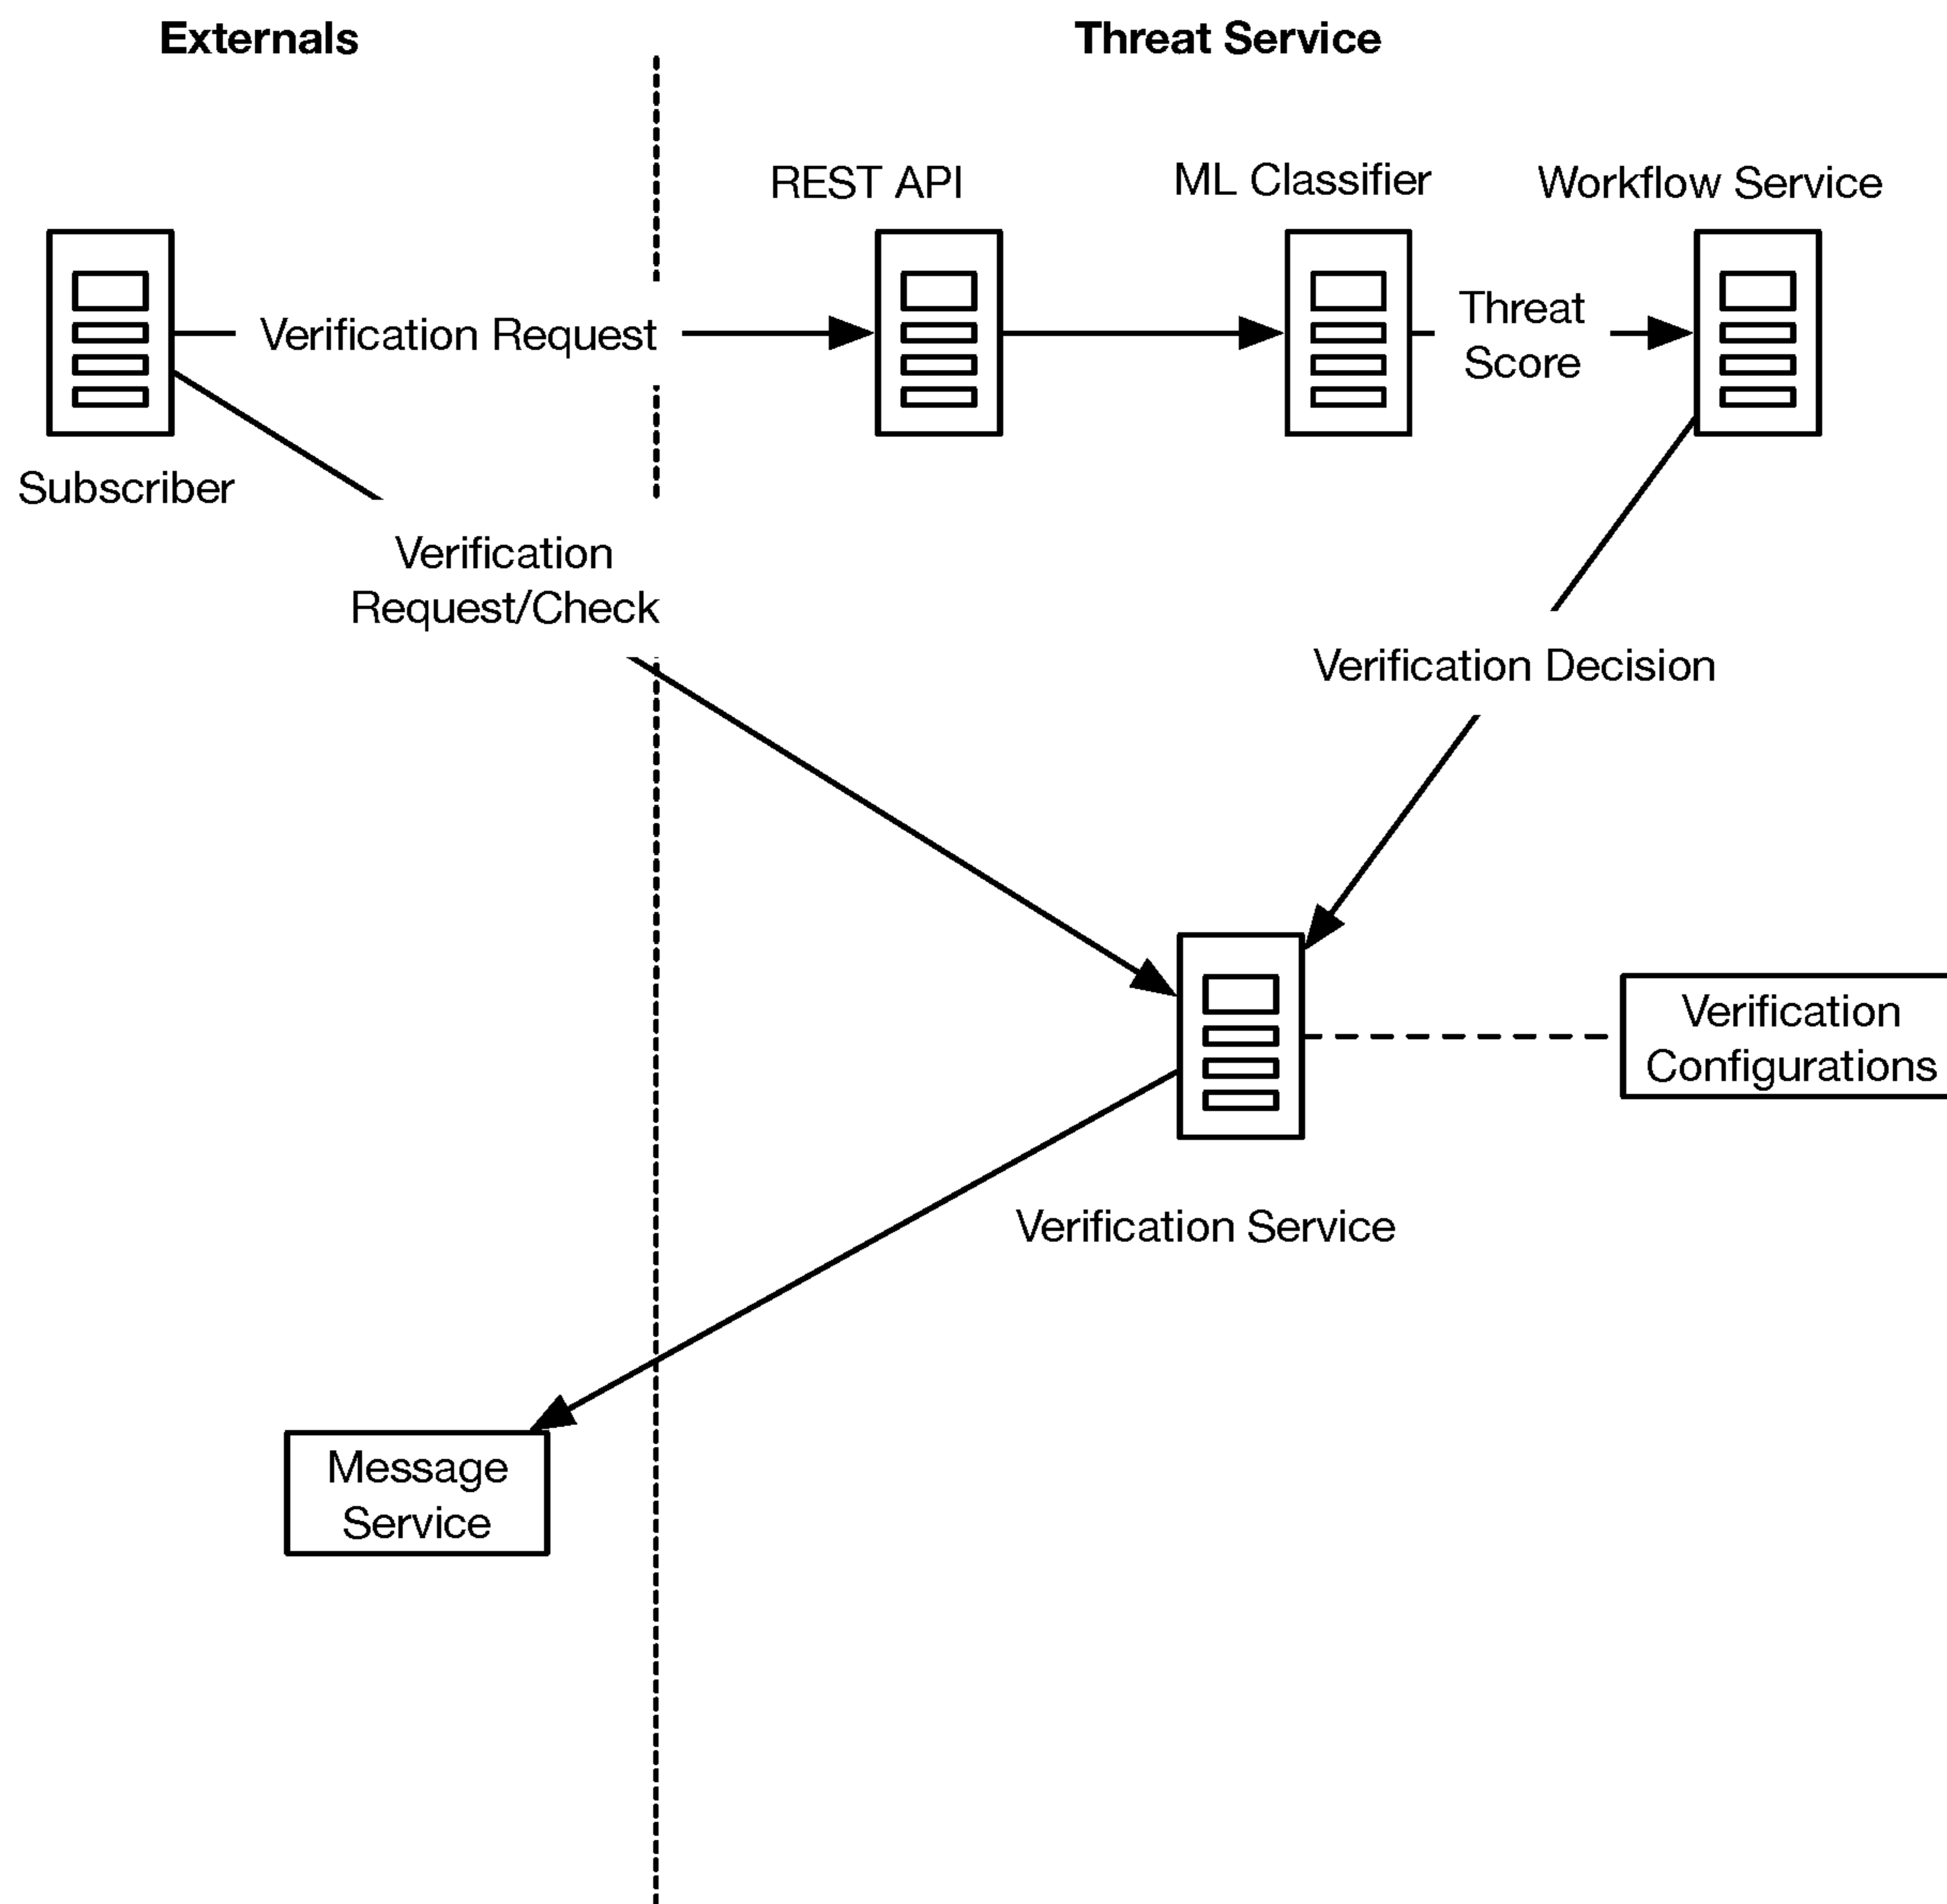 Externals
Threat Service
REST API
ML Classifier
Workflow Service
Verification Request
Threat
Score
Subscriber
Verification
Request/Check
Verification Decision
Verification
Configurations
Verification Service
Message
Service